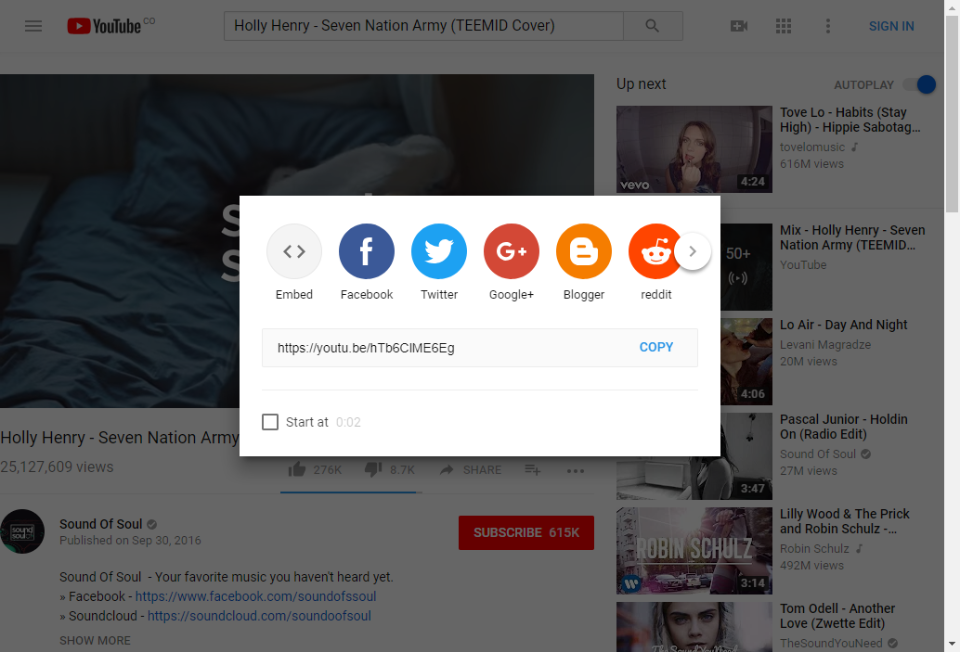 YouTube CO
Holly Henry - Seven Nation Army (TEEMID Cover)
SIGN IN
Up next
AUTOPLAY
Tove Lo - Habits (Stay
High) - Hippie Sabotag...
tovelomusic
616M views
vevo
4:24
Mix - Holly Henry - Seven
Nation Army (TEEMID...
YouTube
50+
Lo Air - Day And Night
Levani Magradze
20M views
4:06
Pascal Junior - Holdin
On (Radio Edit)
Sound Of Soul
27M views
3:47
Lilly Wood & The Prick
and Robin Schulz -...
Robin Schulz
492M views
ROBIN SCHULZ
3:14
Tom Odell - Another
Love (Zwette Edit)
TheSoundYouNeed
Embed
Facebook
Twitter
Google+
Blogger
reddit
https://youtu.be/hTb6CIME6Eg
COPY
Start at 0:02
Holly Henry - Seven Nation Army
25,127,609 views
276K
8.7K
SHARE
Sound Of Soul
Published on Sep 30, 2016
SUBSCRIBE 615K
Sound Of Soul - Your favorite music you haven't heard yet.
» Facebook - https://www.facebook.com/soundofssoul
» Soundcloud - https://soundcloud.com/soundoofsoul
SHOW MORE